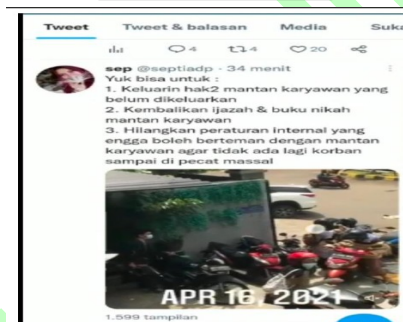 Tweet Tweet & balasan Media Suka
4 4 20
sep @septiadp · 34 menit
Yuk bisa untuk :
1. Keluarin hak2 mantan karyawan yang
belum dikeluarkan
2. Kembalikan ijazah & buku nikah
mantan karyawan
3. Hilangkan peraturan internal yang
engga boleh berteman dengan mantan
karyawan agar tidak ada lagi korban
sampai di pecat massal
APR 16, 2021
1.599 tampilan